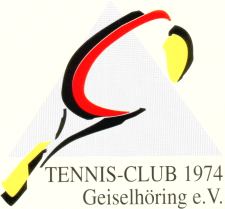 TENNIS-CLUB 1974
Geiselhöring e.V.